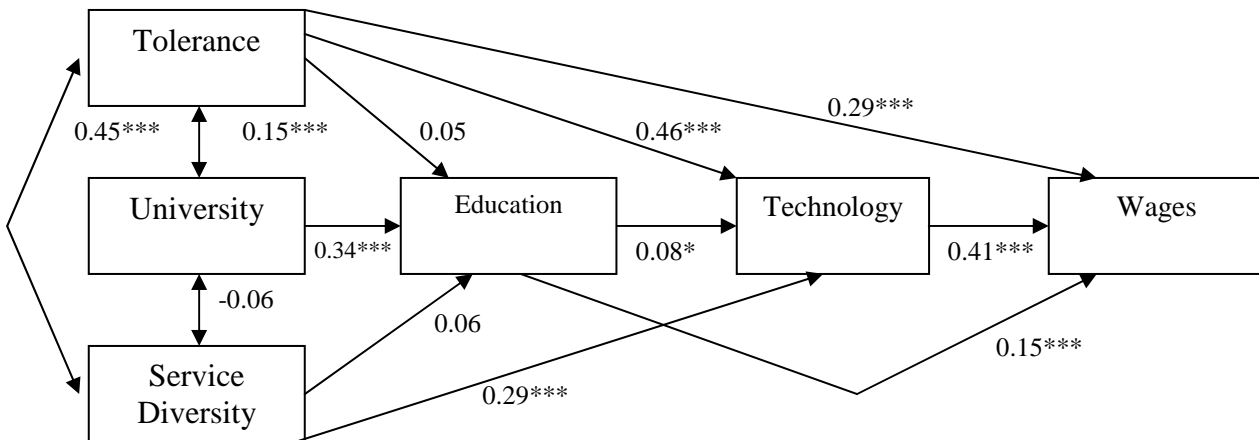 Tolerance
0.29***
0.45***
0.15***
0.05
0.46***
University
Education
Technology
Wages
0.34***
0.08*
0.41***
-0.06
0.06
0.15***
Service
Diversity
0.29***